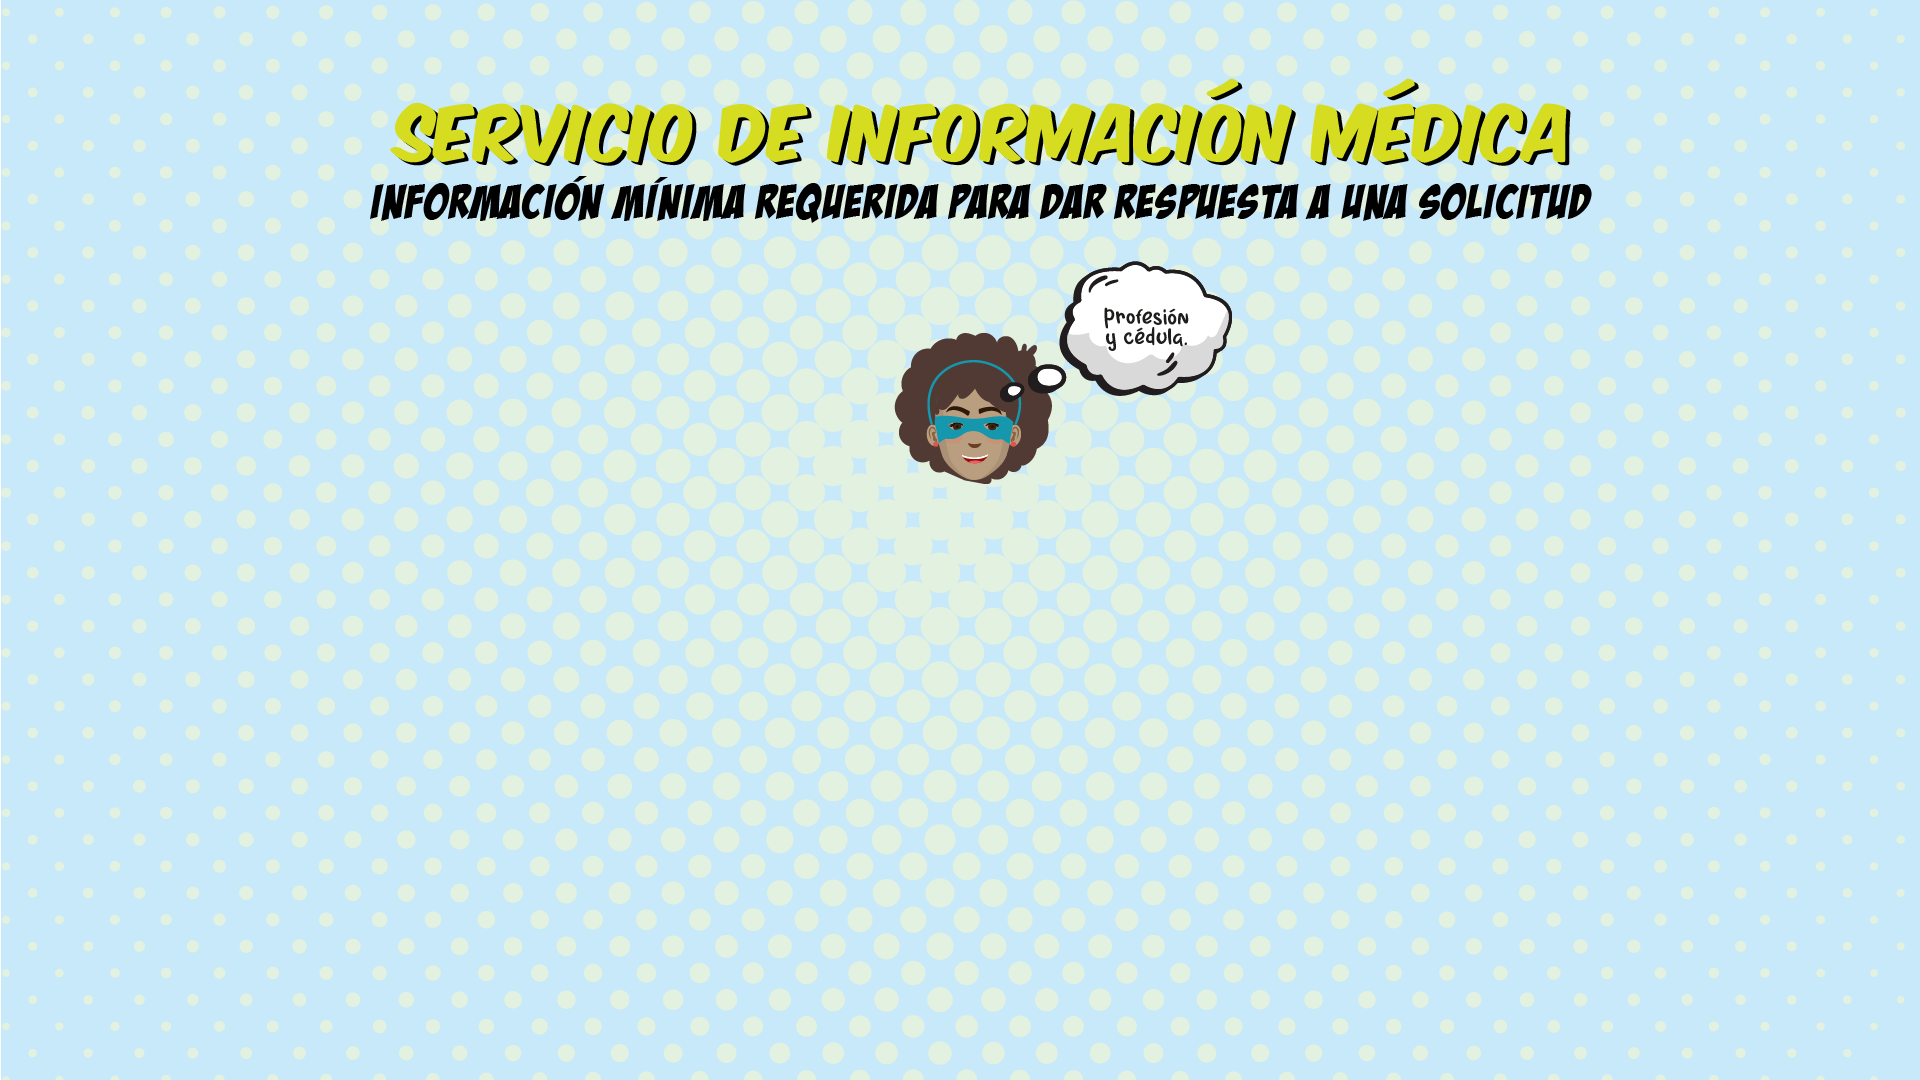 SERVICIO DE INFORMACIÓN MÉDICA
INFORMACIÓN MÍNIMA REQUERIDA PARA DAR RESPUESTA A UNA SOLICITUD
Profesión
y cédula.